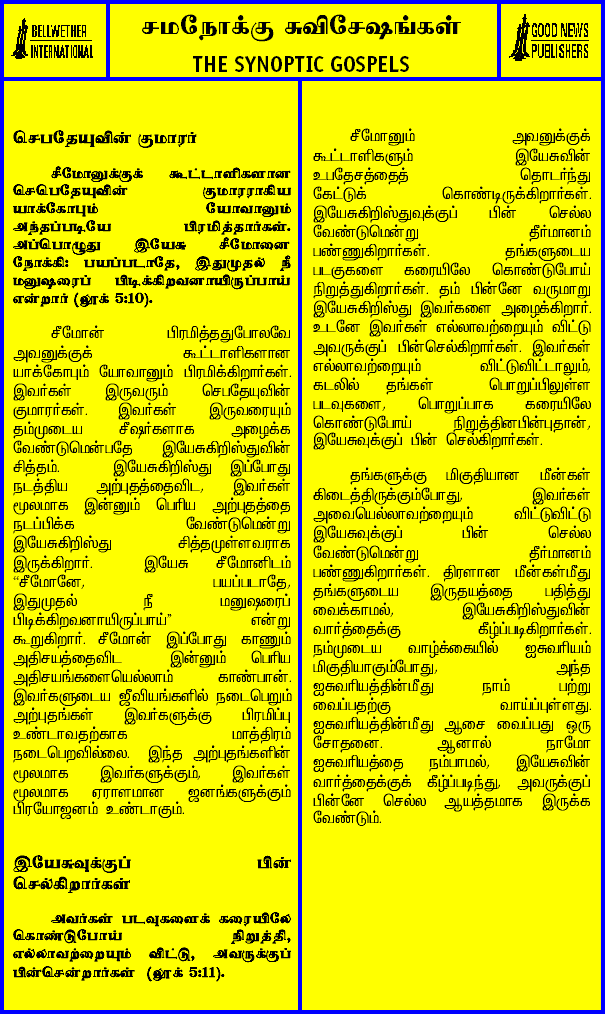 BELLWETHER
INTERNATIONAL
சமநோக்கு சுவிசேஷங்கள்
THE SYNOPTIC GOSPELS
GOOD NEWS
PUBLISHERS
செபதேயுவின் குமாரர்
சீமோனுக்குக் கூட்டாளிகளான
செபெதேயுவின் குமாரராகிய
யாக்கோபும் யோவானும்
அந்தப்படியே பிரமித்தார்கள்.
அப்பொழுது இயேசு சீமோனை
நோக்கி: பயப்படாதே, இதுமுதல் நீ
மனுஷரைப் பிடிக்கிறவனாயிருப்பாய்
என்றார் (லூக் 5:10).
சீமோன் பிரமித்ததுபோலவே
அவனுக்குக் கூட்டாளிகளான
யாக்கோபும் யோவானும் பிரமிக்கிறார்கள்.
இவர்கள் இருவரும் செபதேயுவின்
குமாரர்கள். இவர்கள் இருவரையும்
தம்முடைய சீஷர்களாக அழைக்க
வேண்டுமென்பதே இயேசுகிறிஸ்துவின்
சித்தம். இயேசுகிறிஸ்து இப்போது
நடத்திய அற்புதத்தைவிட, இவர்கள்
மூலமாக இன்னும் பெரிய அற்புதத்தை
நடப்பிக்க வேண்டுமென்று
இயேசுகிறிஸ்து சித்தமுள்ளவராக
இருக்கிறார். இயேசு சீமோனிடம்
“சீமோனே, பயப்படாதே,
இதுமுதல் நீ மனுஷரைப்
பிடிக்கிறவனாயிருப்பாய்” என்று
கூறுகிறார். சீமோன் இப்போது காணும்
அதிசயத்தைவிட இன்னும் பெரிய
அதிசயங்களையெல்லாம் காண்பான்.
இவர்களுடைய ஜீவியங்களில் நடைபெறும்
அற்புதங்கள் இவர்களுக்கு பிரமிப்பு
உண்டாவதற்காக மாத்திரம்
நடைபெறவில்லை. இந்த அற்புதங்களின்
மூலமாக இவர்களுக்கும், இவர்கள்
மூலமாக ஏராளமான ஜனங்களுக்கும்
பிரயோஜனம் உண்டாகும்.
இயேசுவுக்குப் பின்
செல்கிறார்கள்
அவர்கள் படவுகளைக் கரையிலே
கொண்டுபோய் நிறுத்தி,
எல்லாவற்றையும் விட்டு, அவருக்குப்
பின்சென்றார்கள் (லூக் 5:11).
சீமோனும் அவனுக்குக்
கூட்டாளிகளும் இயேசுவின்
உபதேசத்தைத் தொடர்ந்து
கேட்டுக் கொண்டிருக்கிறார்கள்.
இயேசுகிறிஸ்துவுக்குப் பின் செல்ல
வேண்டுமென்று தீர்மானம்
பண்ணுகிறார்கள். தங்களுடைய
படகுகளை கரையிலே கொண்டுபோய்
நிறுத்துகிறார்கள். தம் பின்னே வருமாறு
இயேசுகிறிஸ்து இவர்களை அழைக்கிறார்.
உடனே இவர்கள் எல்லாவற்றையும் விட்டு
அவருக்குப் பின்செல்கிறார்கள். இவர்கள்
எல்லாவற்றையும் விட்டுவிட்டாலும்,
கடலில் தங்கள் பொறுப்பிலுள்ள
படவுகளை, பொறுப்பாக கரையிலே
கொண்டுபோய் நிறுத்தினபின்புதான்,
இயேசுவுக்குப் பின் செல்கிறார்கள்.
தங்களுக்கு மிகுதியான மீன்கள்
கிடைத்திருக்கும்போது, இவர்கள்
அவையெல்லாவற்றையும் விட்டுவிட்டு
இயேசுவுக்குப் பின் செல்ல
வேண்டுமென்று தீர்மானம்
பண்ணுகிறார்கள். திரளான மீன்கள்மீது
தங்களுடைய இருதயத்தை பதித்து
வைக்காமல், இயேசுகிறிஸ்துவின்
வார்த்தைக்கு கீழ்ப்படிகிறார்கள்.
நம்முடைய வாழ்க்கையில் ஐசுவரியம்
மிகுதியாகும்போது, அந்த
ஐசுவரியத்தின்மீது நாம் பற்று
வைப்பதற்கு வாய்ப்புள்ளது.
ஐசுவரியத்தின்மீது ஆசை வைப்பது ஒரு
சோதனை. ஆனால் நாமோ
ஐசுவரியத்தை நம்பாமல், இயேசுவின்
வார்த்தைக்குக் கீழ்ப்படிந்து, அவருக்குப்
பின்னே செல்ல ஆயத்தமாக இருக்க
வேண்டும்.